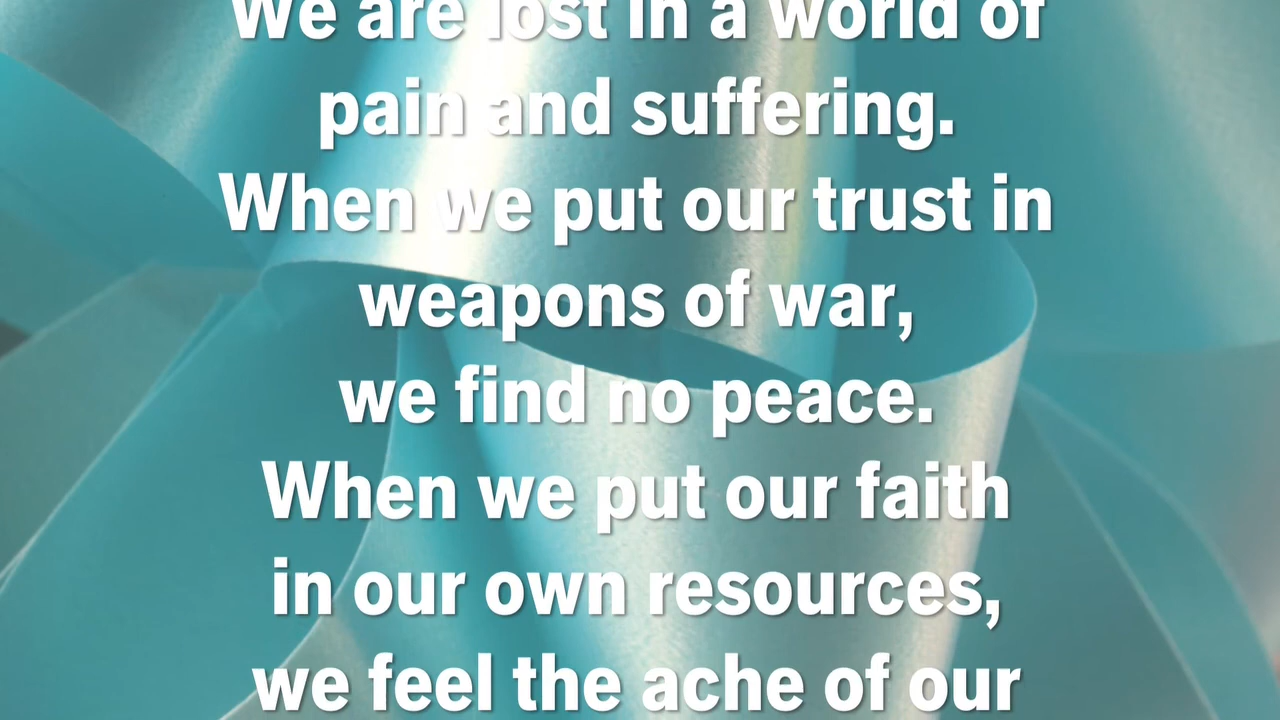 We are lost in a world of
pain and suffering.
When we put our trust in
weapons of war,
we find no peace.
When we put our faith
in our own resources,
we feel the ache of our